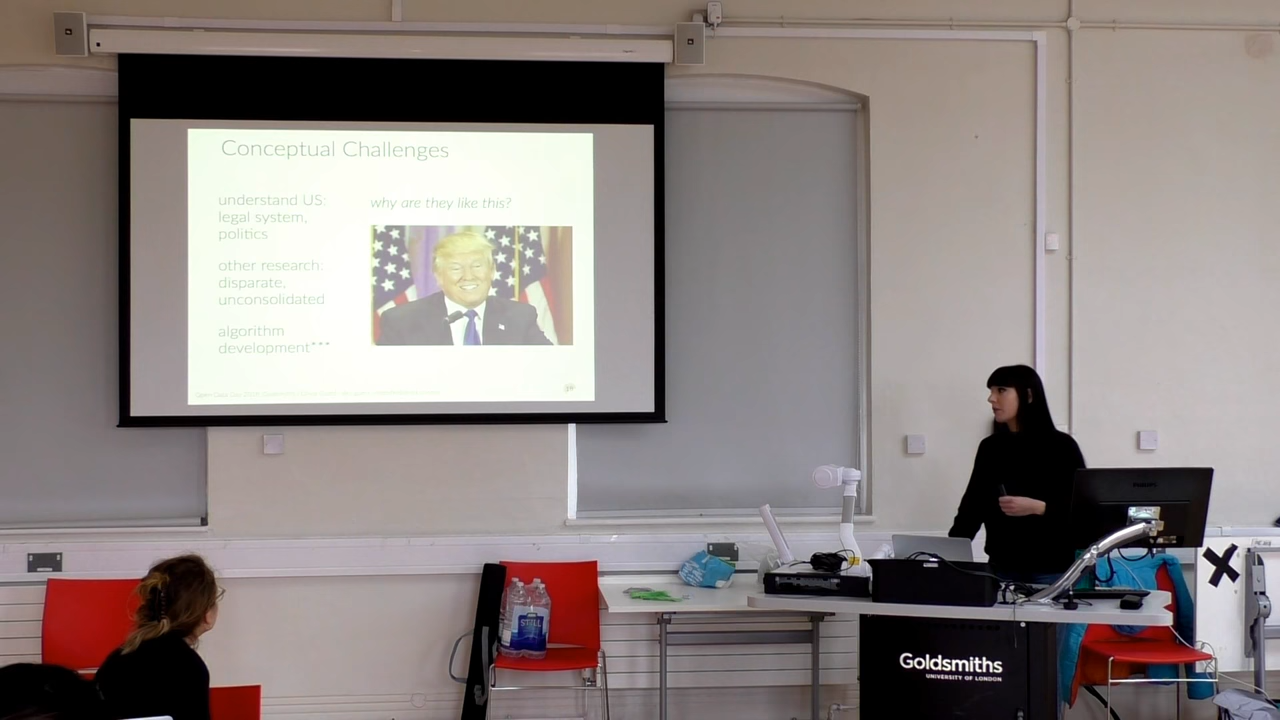 Conceptual Challenges
understand US:
legal system,
politics
why are they like this?
other research:
disparate,
unconsolidated
algorithm
development***
STILL
PHILIPS
Goldsmiths
UNIVERSITY OF LONDON